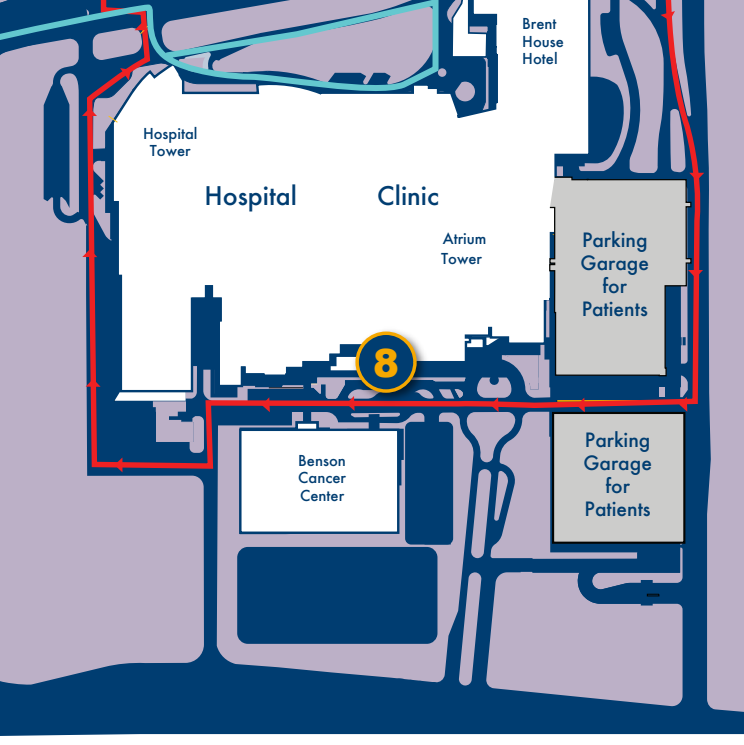 Brent
House
Hotel
Hospital
Tower
Hospital
Clinic
Atrium
Tower
Parking
Garage
for
Patients
8
Parking
Garage
for
Patients
Benson
Cancer
Center